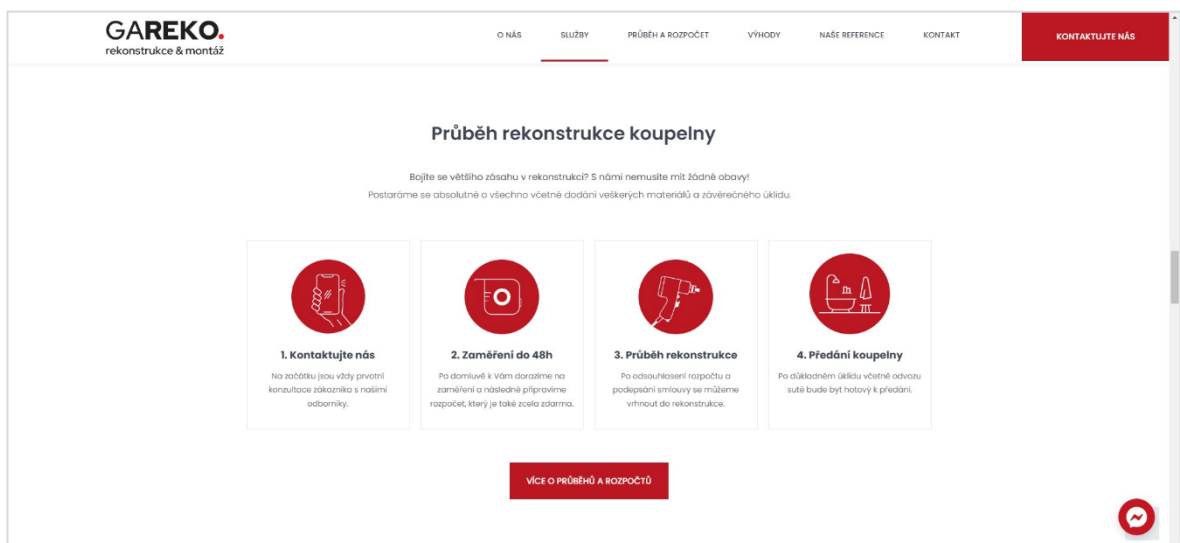 GAREKO.
rekonstrukce & montáž
O NÁS SLUŽBY PRŮBĚH A ROZPOČET VÝHODY NAŠE REFERENCE KONTAKT KONTAKTUJTE NÁS
Průběh rekonstrukce koupelny
Bojíte se většího zásahu v rekonstrukci? S námi nemusíte mít žádné obavy!
Postaráme se absolutně o všechno včetně dodání veškerých materiálů a závěrečného úklidu.
1. Kontaktujte nás
Na začátku jsou vždy prvotní
konzultace zákazníka s našimi
odborníky.
2. Zaměření do 48h
Po domluvě k Vám dorazíme na
zaměření a následně připravíme
rozpočet, který je také zcela zdarma.
3. Průběh rekonstrukce
Po odsouhlasení rozpočtu a
podepsání smlouvy se můžeme
vrhnout do rekonstrukce.
4. Předání koupelny
Po důkladném úklidu včetně odvozu
sutě bude byt hotový k předání.
VÍCE O PRŮBĚHŮ A ROZPOČTŮ